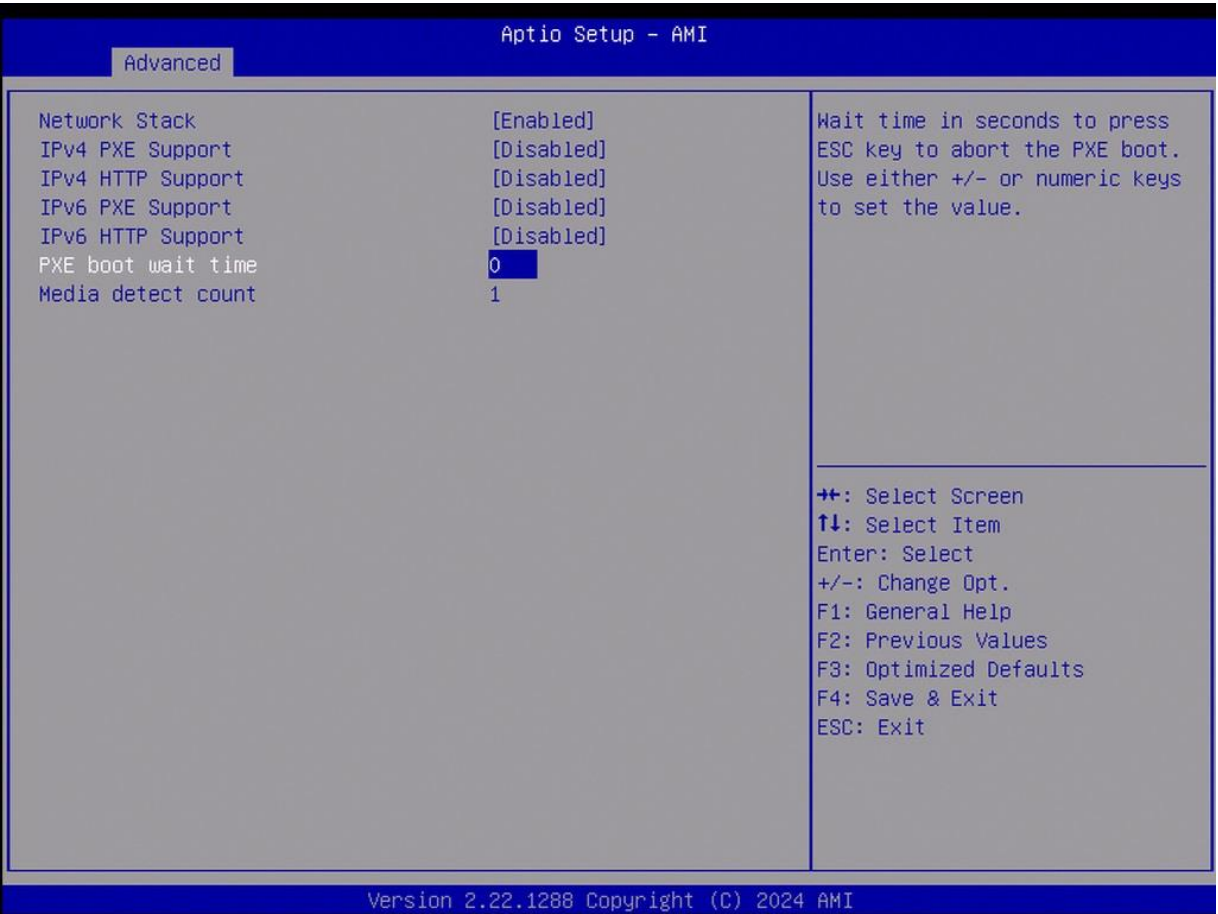 Aptio Setup – AMI
Advanced
Network Stack [Enabled]
IPv4 PXE Support [Disabled]
IPv4 HTTP Support [Disabled]
IPv6 PXE Support [Disabled]
IPv6 HTTP Support [Disabled]
PXE boot wait time 0
Media detect count 1
Wait time in seconds to press
ESC key to abort the PXE boot.
Use either +/- or numeric keys
to set the value.
→←: Select Screen
↑↓: Select Item
Enter: Select
+/-: Change Opt.
F1: General Help
F2: Previous Values
F3: Optimized Defaults
F4: Save & Exit
ESC: Exit
Version 2.22.1288 Copyright (C) 2024 AMI